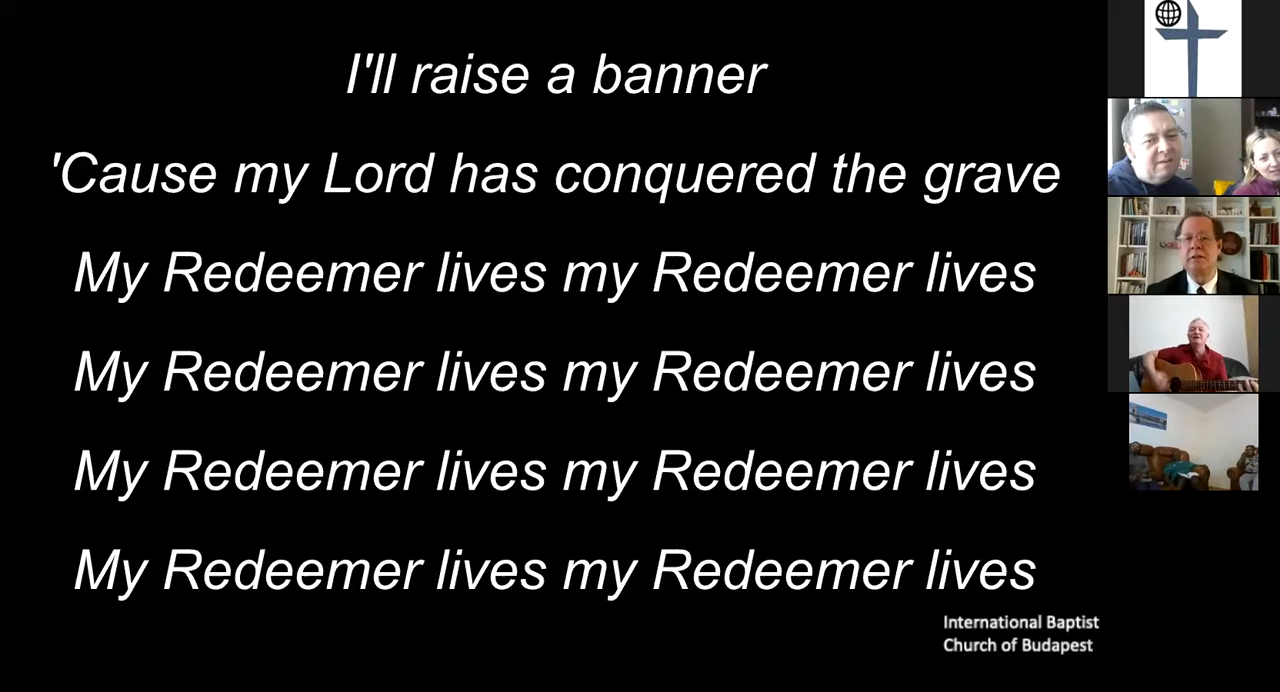 I'll raise a banner
'Cause my Lord has conquered the grave
My Redeemer lives my Redeemer lives
My Redeemer lives my Redeemer lives
My Redeemer lives my Redeemer lives
My Redeemer lives my Redeemer lives
International Baptist
Church of Budapest